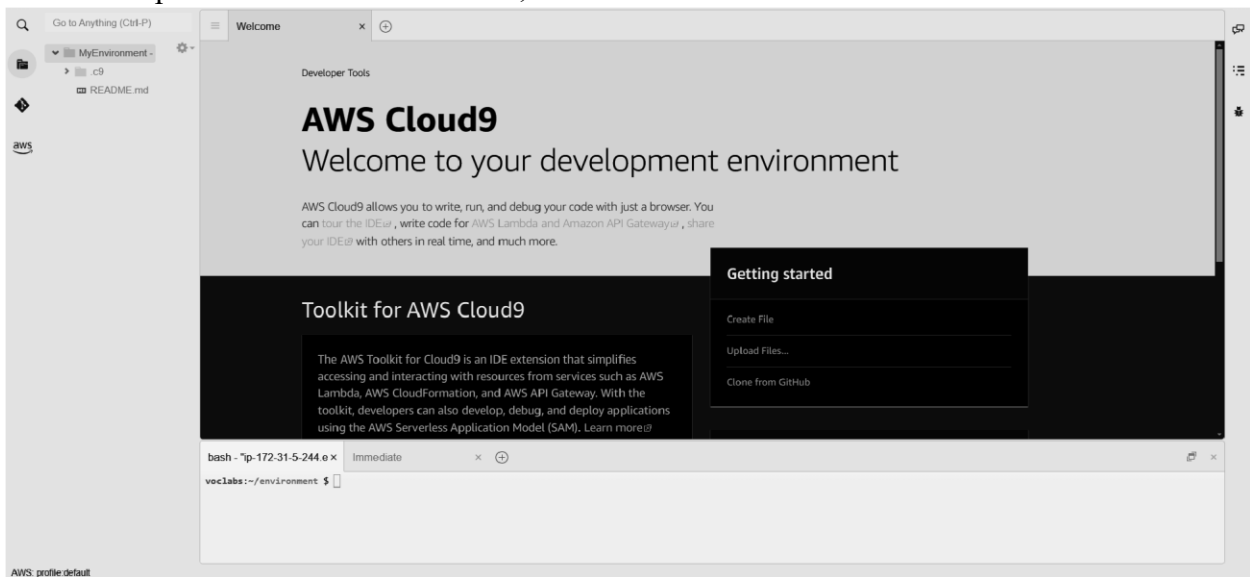 Go to Anything (Ctrl-P)
MyEnvironment -
.c9
README.md
aws
Welcome
Developer Tools
AWS Cloud9
Welcome to your development environment
AWS Cloud9 allows you to write, run, and debug your code with just a browser. You
can tour the IDE , write code for AWS Lambda and Amazon API Gateway , share
your IDE with others in real time, and much more.
Toolkit for AWS Cloud9
The AWS Toolkit for Cloud9 is an IDE extension that simplifies
accessing and interacting with resources from services such as AWS
Lambda, AWS CloudFormation, and AWS API Gateway. With the
toolkit, developers can also develop, debug, and deploy applications
using the AWS Serverless Application Model (SAM). Learn more
Getting started
Create File
Upload Files...
Clone from GitHub
bash - "ip-172-31-5-244.e
Immediate
voclabs:~/environment $
AWS: profile:default